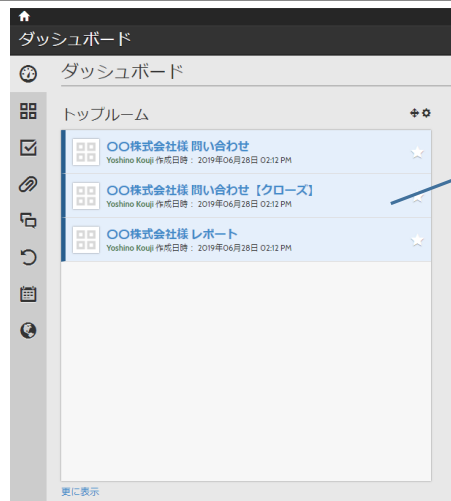 ダッシュボード
ダッシュボード
トップルーム
〇〇株式会社様 問い合わせ
Yoshino Kouji 作成日時： 2019年06月28日 02:12 PM
〇〇株式会社様 問い合わせ【クローズ】
Yoshino Kouji 作成日時： 2019年06月28日 02:12 PM
〇〇株式会社様 レポート
Yoshino Kouji 作成日時： 2019年06月28日 02:12 PM
更に表示